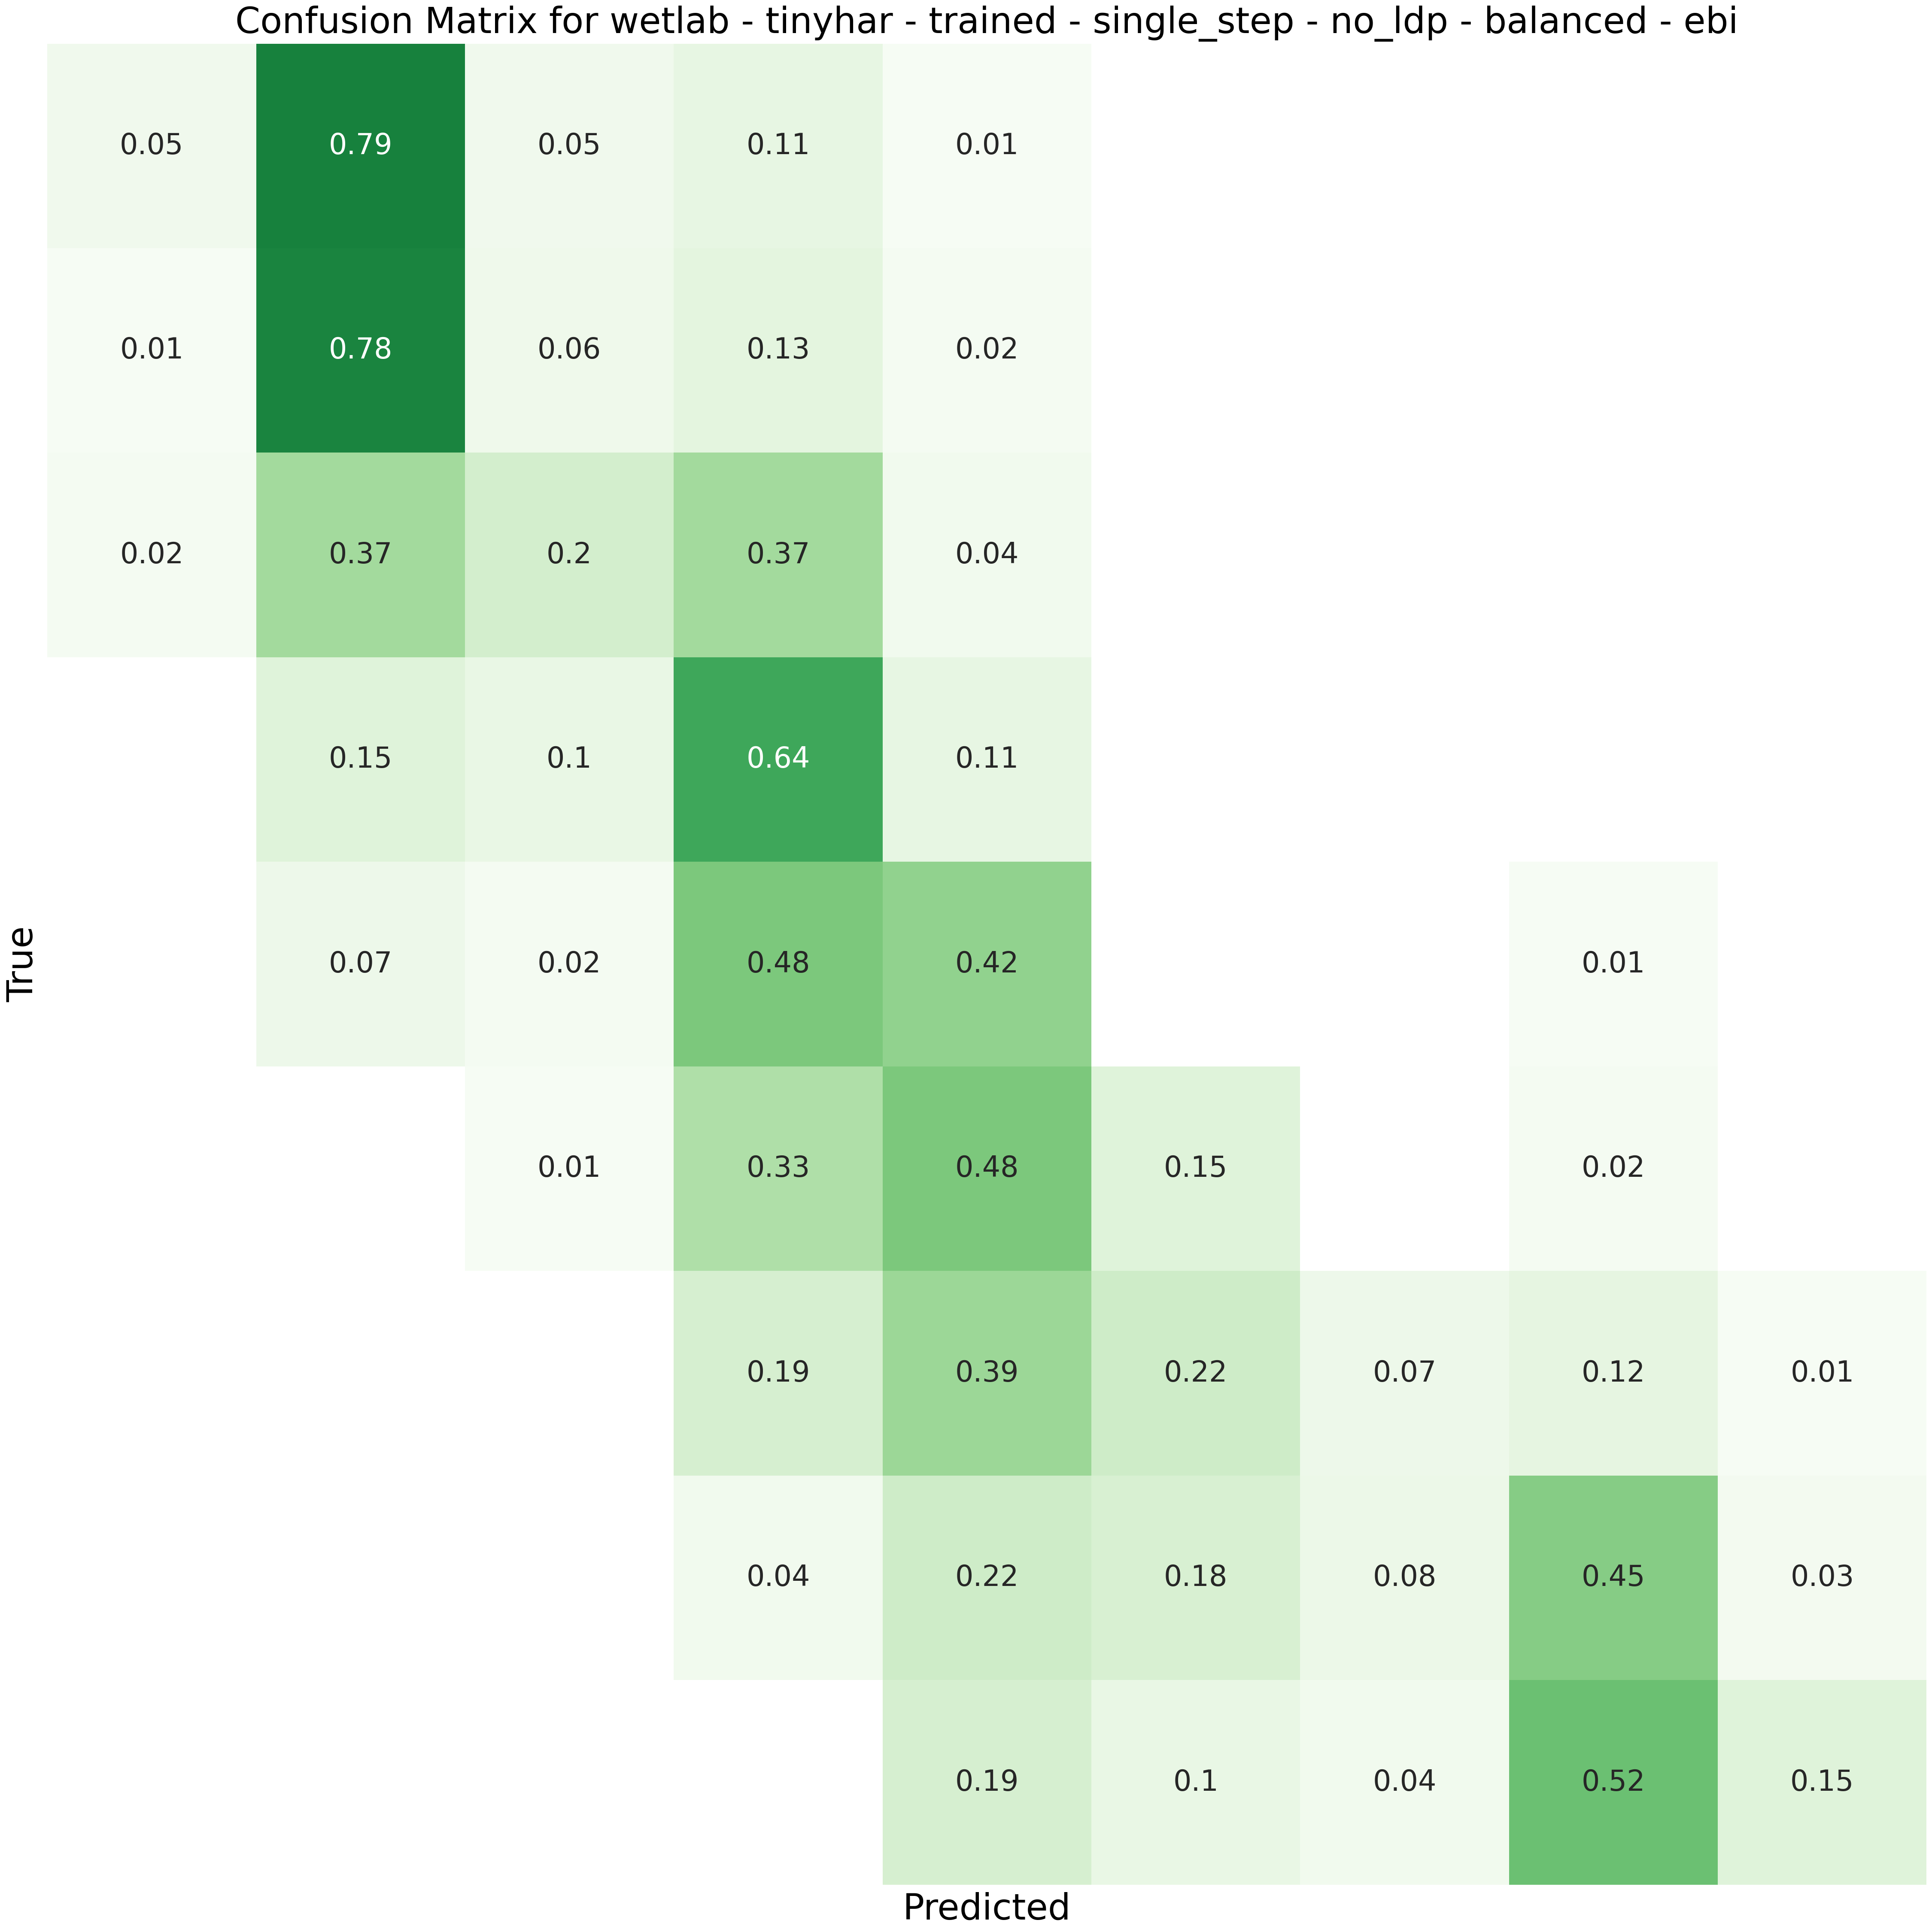 Confusion Matrix for wetlab - tinyhar - trained - single_step - no_ldp - balanced - ebi
0.05 0.79 0.05 0.11 0.01
0.01 0.78 0.06 0.13 0.02
0.02 0.37 0.2 0.37 0.04
0.15 0.1 0.64 0.11
0.07 0.02 0.48 0.42 0.01
True
0.01 0.33 0.48 0.15 0.02
0.19 0.39 0.22 0.07 0.12 0.01
0.04 0.22 0.18 0.08 0.45 0.03
0.19 0.1 0.04 0.52 0.15
Predicted